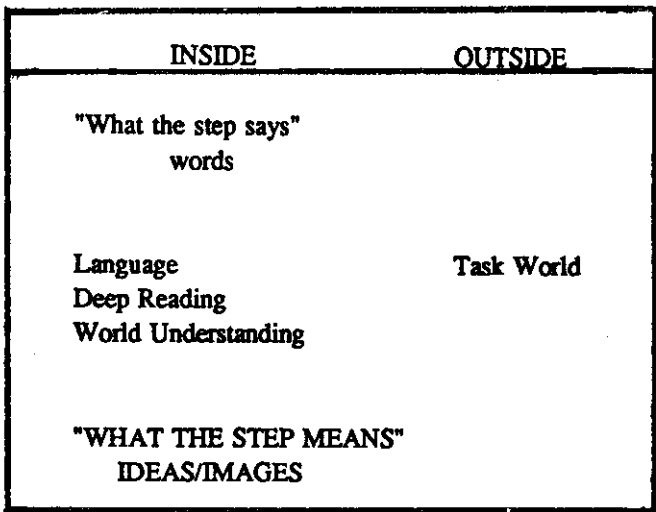 INSIDE OUTSIDE
"What the step says"
words
Language Task World
Deep Reading
World Understanding
"WHAT THE STEP MEANS"
IDEAS/IMAGES